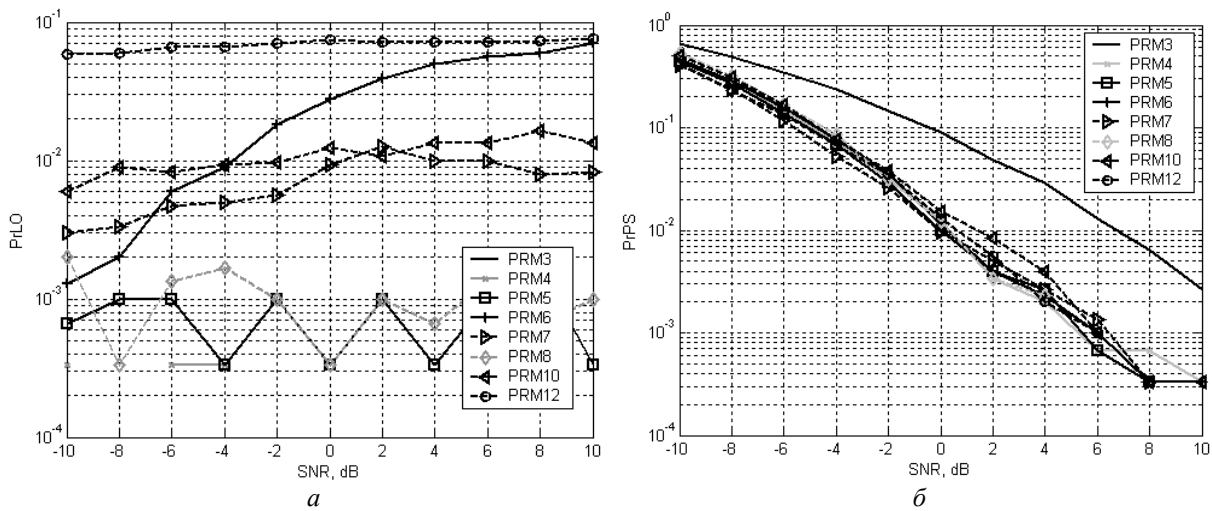 10⁻¹
10⁻²
10⁻³
10⁻⁴
PrLO
-10 -8 -6 -4 -2 0 2 4 6 8 10
SNR, dB
PRM3
PRM4
PRM5
PRM6
PRM7
PRM8
PRM10
PRM12
а
10⁰
10⁻¹
10⁻²
10⁻³
10⁻⁴
PrPS
-10 -8 -6 -4 -2 0 2 4 6 8 10
SNR, dB
PRM3
PRM4
PRM5
PRM6
PRM7
PRM8
PRM10
PRM12
б